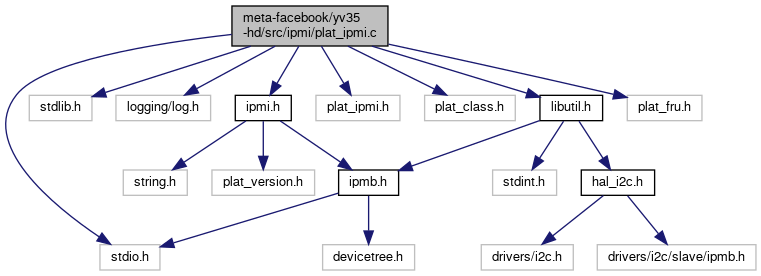 meta-facebook/yv35
-hd/src/ipmi/plat_ipmi.c
stdlib.h
logging/log.h
ipmi.h
plat_ipmi.h
plat_class.h
libutil.h
plat_fru.h
string.h
plat_version.h
ipmb.h
stdint.h
hal_i2c.h
stdio.h
devicetree.h
drivers/i2c.h
drivers/i2c/slave/ipmb.h